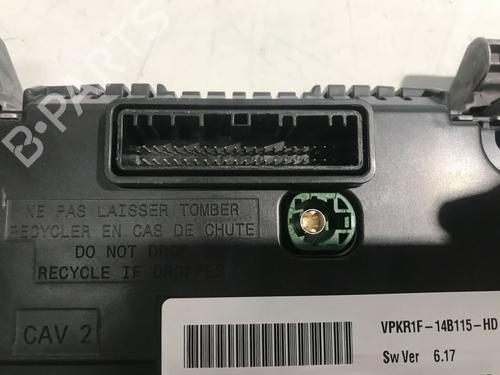 B-PARTS
NE PAS LAISSER TOMBER
RECYCLER EN CAS DE CHUTE
DO NOT DROP
RECYCLE IF DROPPED
CAV 2
VPKR1F-14B115-HD
Sw Ver 6.17